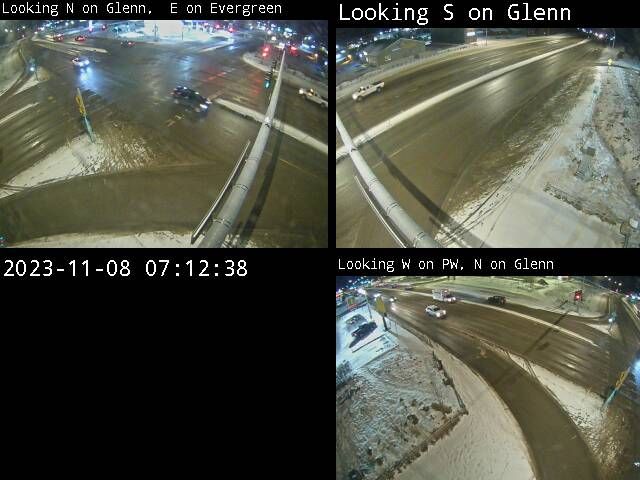 Looking N on Glenn,  E on Evergreen
Looking S on Glenn
2023-11-08 07:12:38
Looking W on PW, N on Glenn